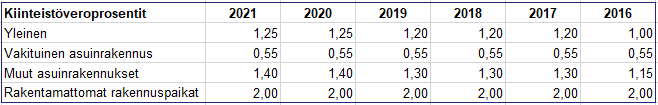 Kiinteistöveroprosentit 2021 2020 2019 2018 2017 2016
Yleinen 1,25 1,25 1,20 1,20 1,20 1,00
Vakituinen asuinrakennus 0,55 0,55 0,55 0,55 0,55 0,55
Muut asuinrakennukset 1,40 1,40 1,30 1,30 1,30 1,15
Rakentamattomat rakennuspaikat 2,00 2,00 2,00 2,00 2,00 2,00